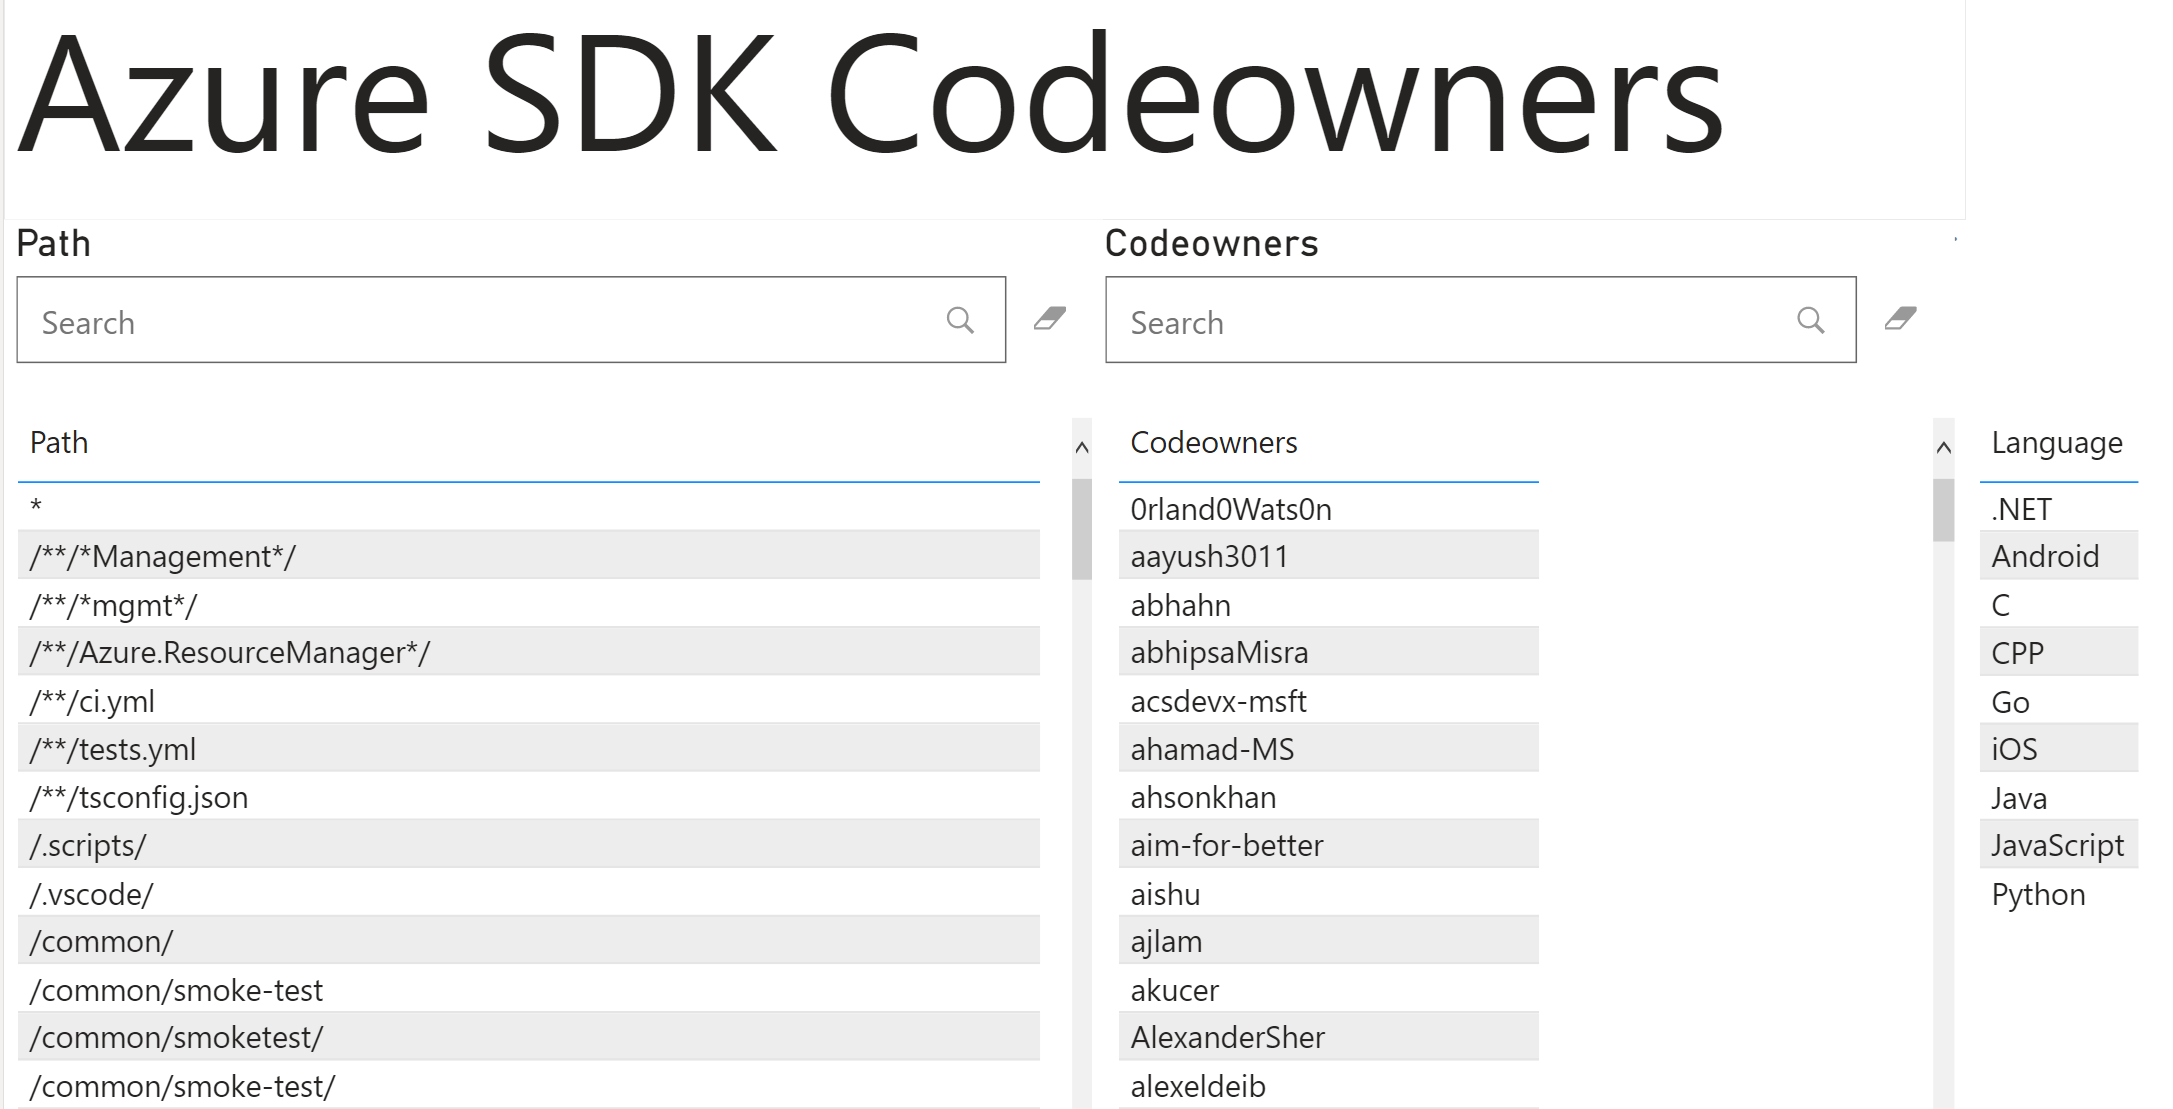 Azure SDK Codeowners
Path
Search
Codeowners
Search
Path
*
/**/*Management*/
/**/*mgmt*/
/**/Azure.ResourceManager*/
/**/ci.yml
/**/tests.yml
/**/tsconfig.json
/.scripts/
/.vscode/
/common/
/common/smoke-test
/common/smoketest/
/common/smoke-test/
Codeowners
0rland0Wats0n
aayush3011
abhahn
abhipsaMisra
acsdevx-msft
ahamad-MS
ahsonkhan
aim-for-better
aishu
ajlam
akucer
AlexanderSher
alexeldeib
Language
.NET
Android
C
CPP
Go
iOS
Java
JavaScript
Python